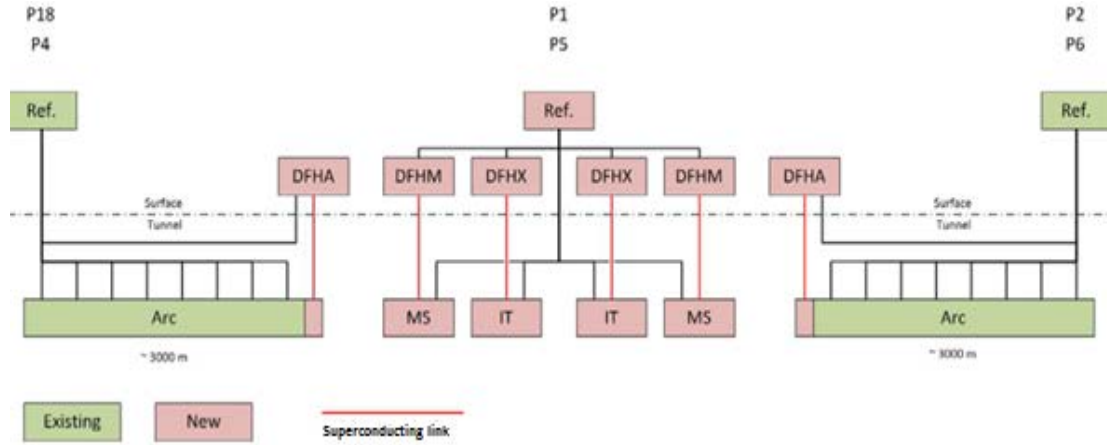 P18 P1 P2
P4 P5 P6
Ref. Ref. Ref.
DFHA DFHM DFHX DFHX DFHM DFHA
Surface Surface
Tunnel Tunnel
Arc MS IT IT MS Arc
~ 3000 m ~ 3000 m
Existing New
Superconducting link